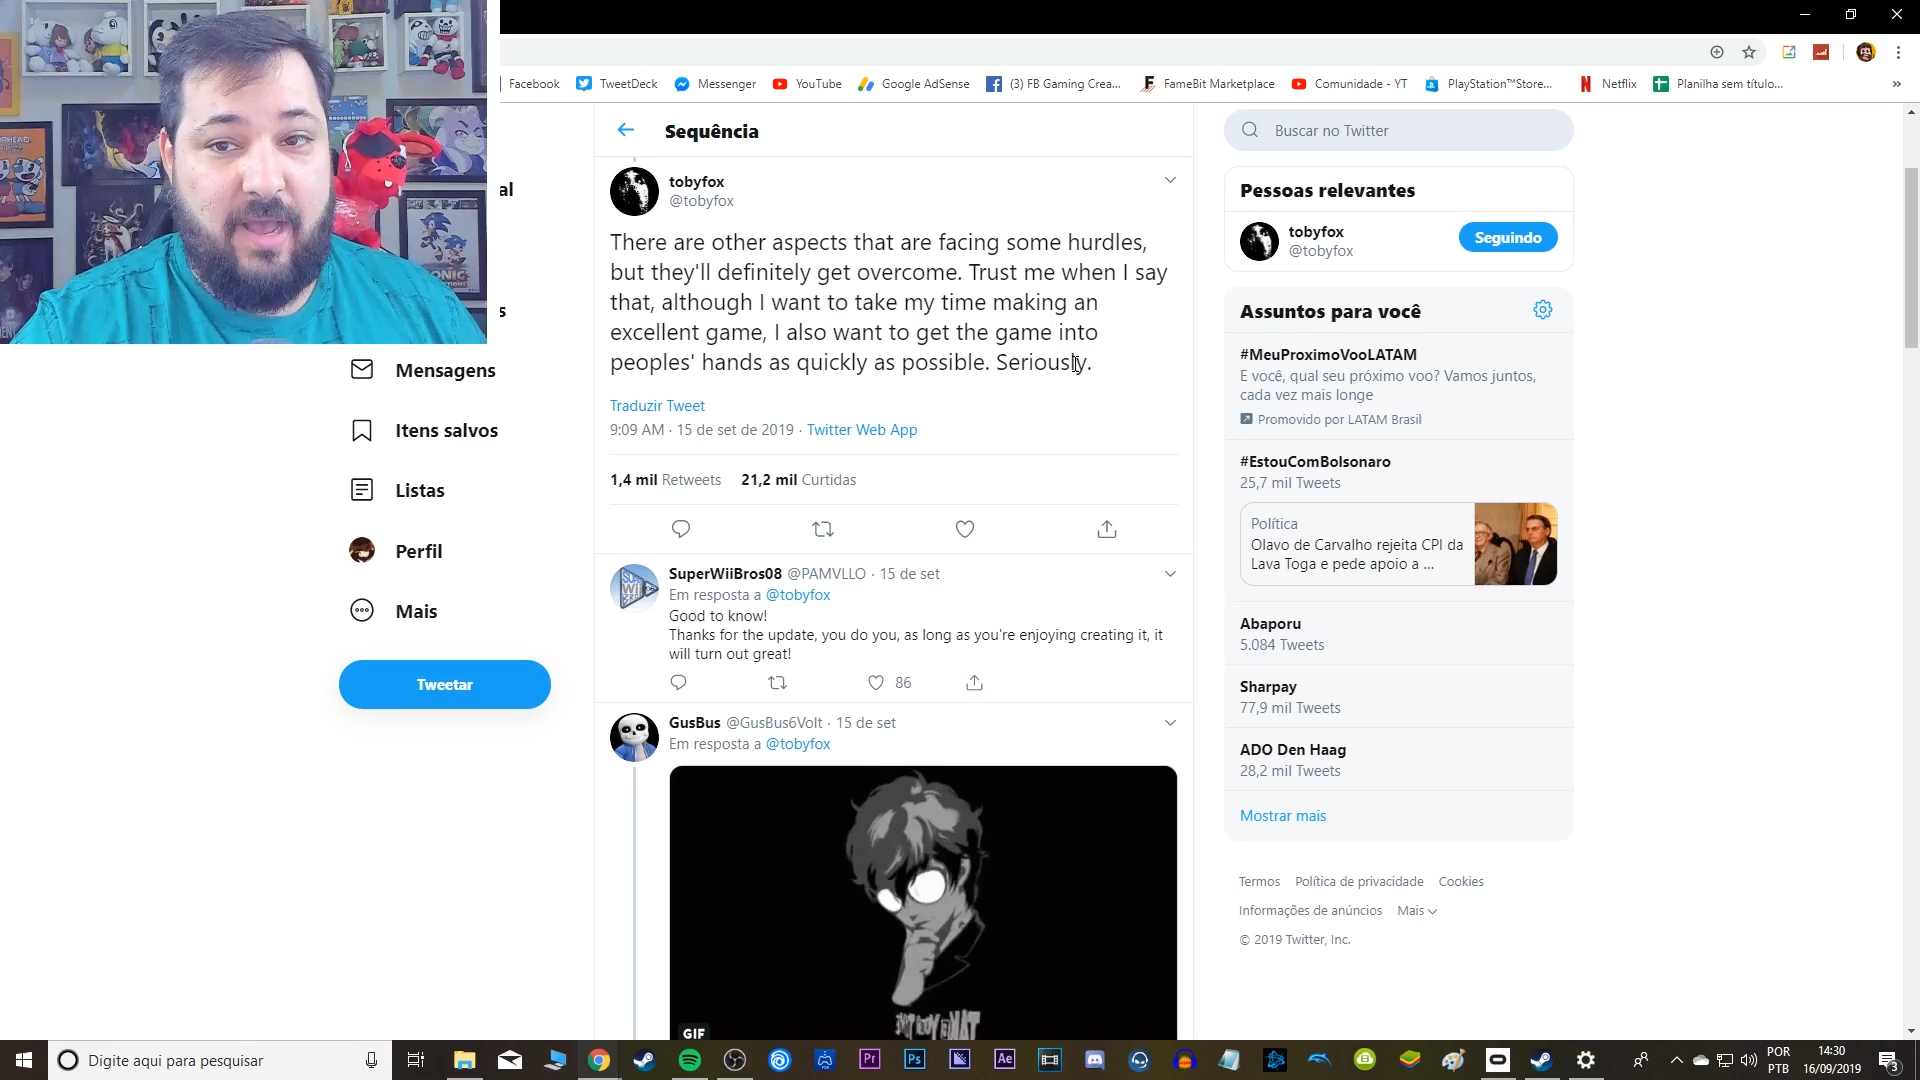 Facebook
TweetDeck
Messenger
YouTube
Google AdSense
(3) FB Gaming Crea...
FameBit Marketplace
Comunidade - YT
PlayStation™Store...
Netflix
Planilha sem título...
»
al
s
Mensagens
Itens salvos
Listas
Perfil
Mais
Tweetar
Sequência
tobyfox
@tobyfox
There are other aspects that are facing some hurdles,
but they'll definitely get overcome. Trust me when I say
that, although I want to take my time making an
excellent game, I also want to get the game into
peoples' hands as quickly as possible. Seriously.
Traduzir Tweet
9:09 AM · 15 de set de 2019 · Twitter Web App
1,4 mil Retweets 21,2 mil Curtidas
SuperWiiBros08 @PAMVLLO · 15 de set
Em resposta a @tobyfox
Good to know!
Thanks for the update, you do you, as long as you're enjoying creating it, it
will turn out great!
86
GusBus @GusBus6Volt · 15 de set
Em resposta a @tobyfox
GIF
Buscar no Twitter
Pessoas relevantes
tobyfox
@tobyfox
Seguindo
Assuntos para você
#MeuProximoVooLATAM
E você, qual seu próximo voo? Vamos juntos,
cada vez mais longe
Promovido por LATAM Brasil
#EstouComBolsonaro
25,7 mil Tweets
Política
Olavo de Carvalho rejeita CPI da
Lava Toga e pede apoio a ...
Abaporu
5.084 Tweets
Sharpay
77,9 mil Tweets
ADO Den Haag
28,2 mil Tweets
Mostrar mais
Termos Política de privacidade Cookies
Informações de anúncios Mais
© 2019 Twitter, Inc.
Digite aqui para pesquisar
Pr
Ps
Ae
POR
PTB
14:30
16/09/2019
3